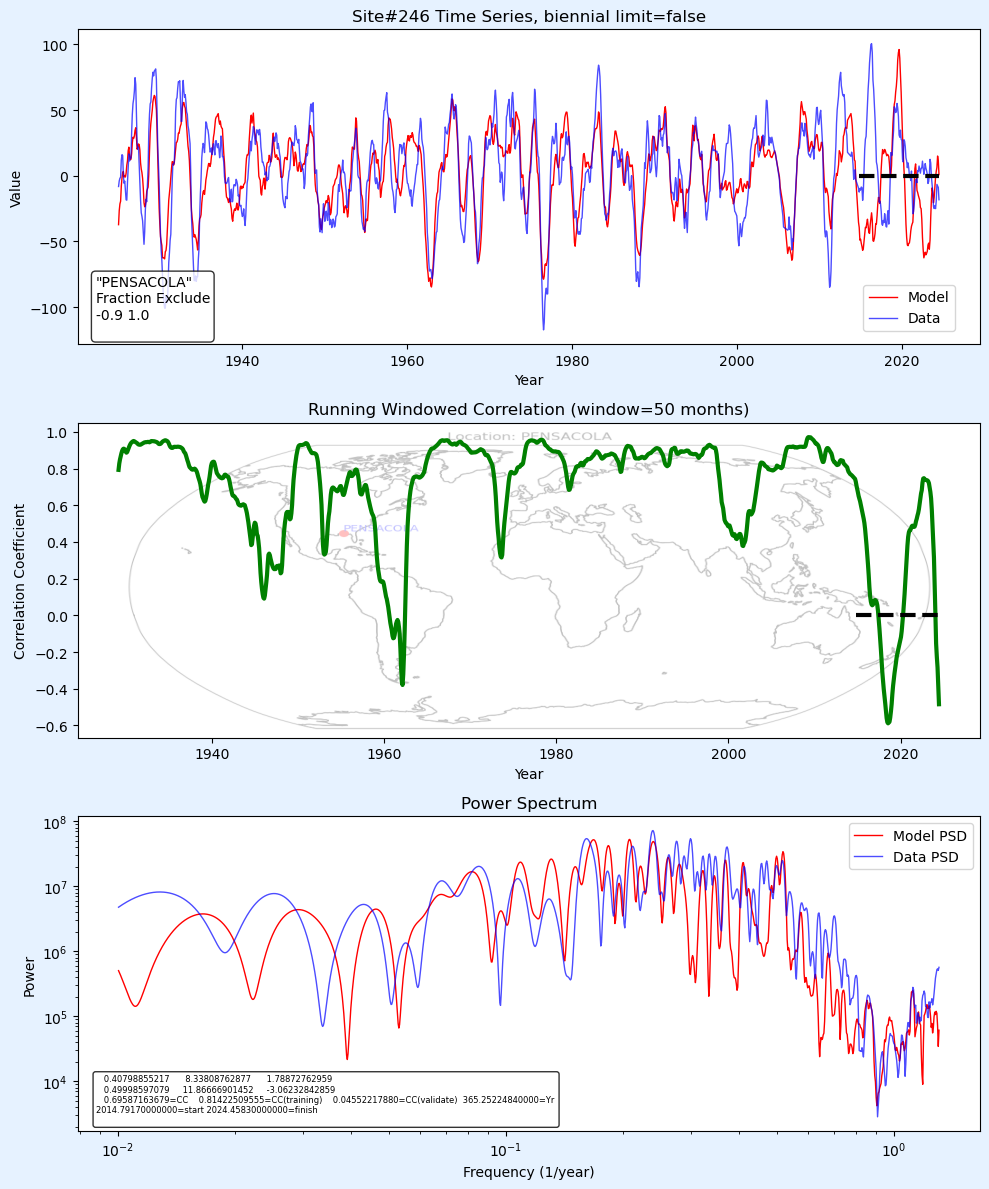 Site#246 Time Series, biennial limit=false
Value
100
50
0
−50
−100
"PENSACOLA"
Fraction Exclude
-0.9 1.0
Model
Data
1940
1960
1980
2000
2020
Year
Running Windowed Correlation (window=50 months)
Correlation Coefficient
1.0
0.8
0.6
0.4
0.2
0.0
−0.2
−0.4
−0.6
Location: PENSACOLA
PENSACOLA
1940
1960
1980
2000
2020
Year
Power Spectrum
Power
10^8
10^7
10^6
10^5
10^4
Model PSD
Data PSD
0.40798855217 8.33808762877 1.78872762959
0.49998597079 11.86666901452 -3.06232842859
0.69587163679=CC 0.81422509555=CC(training) 0.04552217880=CC(validate) 365.25224840000=Yr
2014.79170000000=start 2024.45830000000=finish
10^−2
10^−1
10^0
Frequency (1/year)